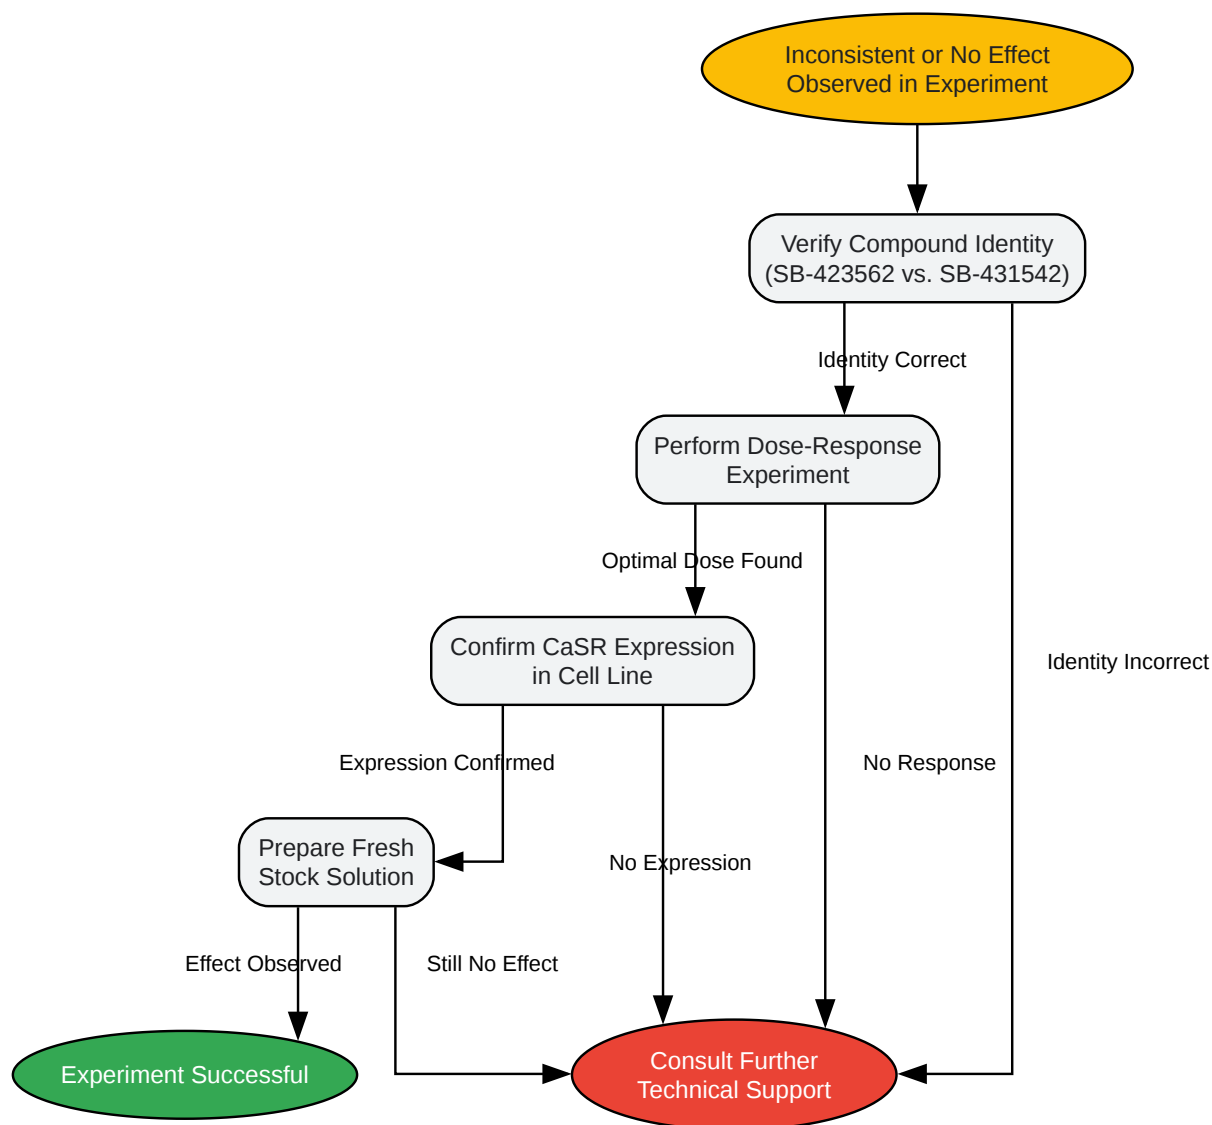 Inconsistent or No Effect
Observed in Experiment
Verify Compound Identity
(SB-423562 vs. SB-431542)
Identity Correct
Perform Dose-Response
Experiment
Optimal Dose Found
Confirm CaSR Expression
in Cell Line
Identity Incorrect
Expression Confirmed
No Response
Prepare Fresh
Stock Solution
No Expression
Effect Observed
Still No Effect
Experiment Successful
Consult Further
Technical Support